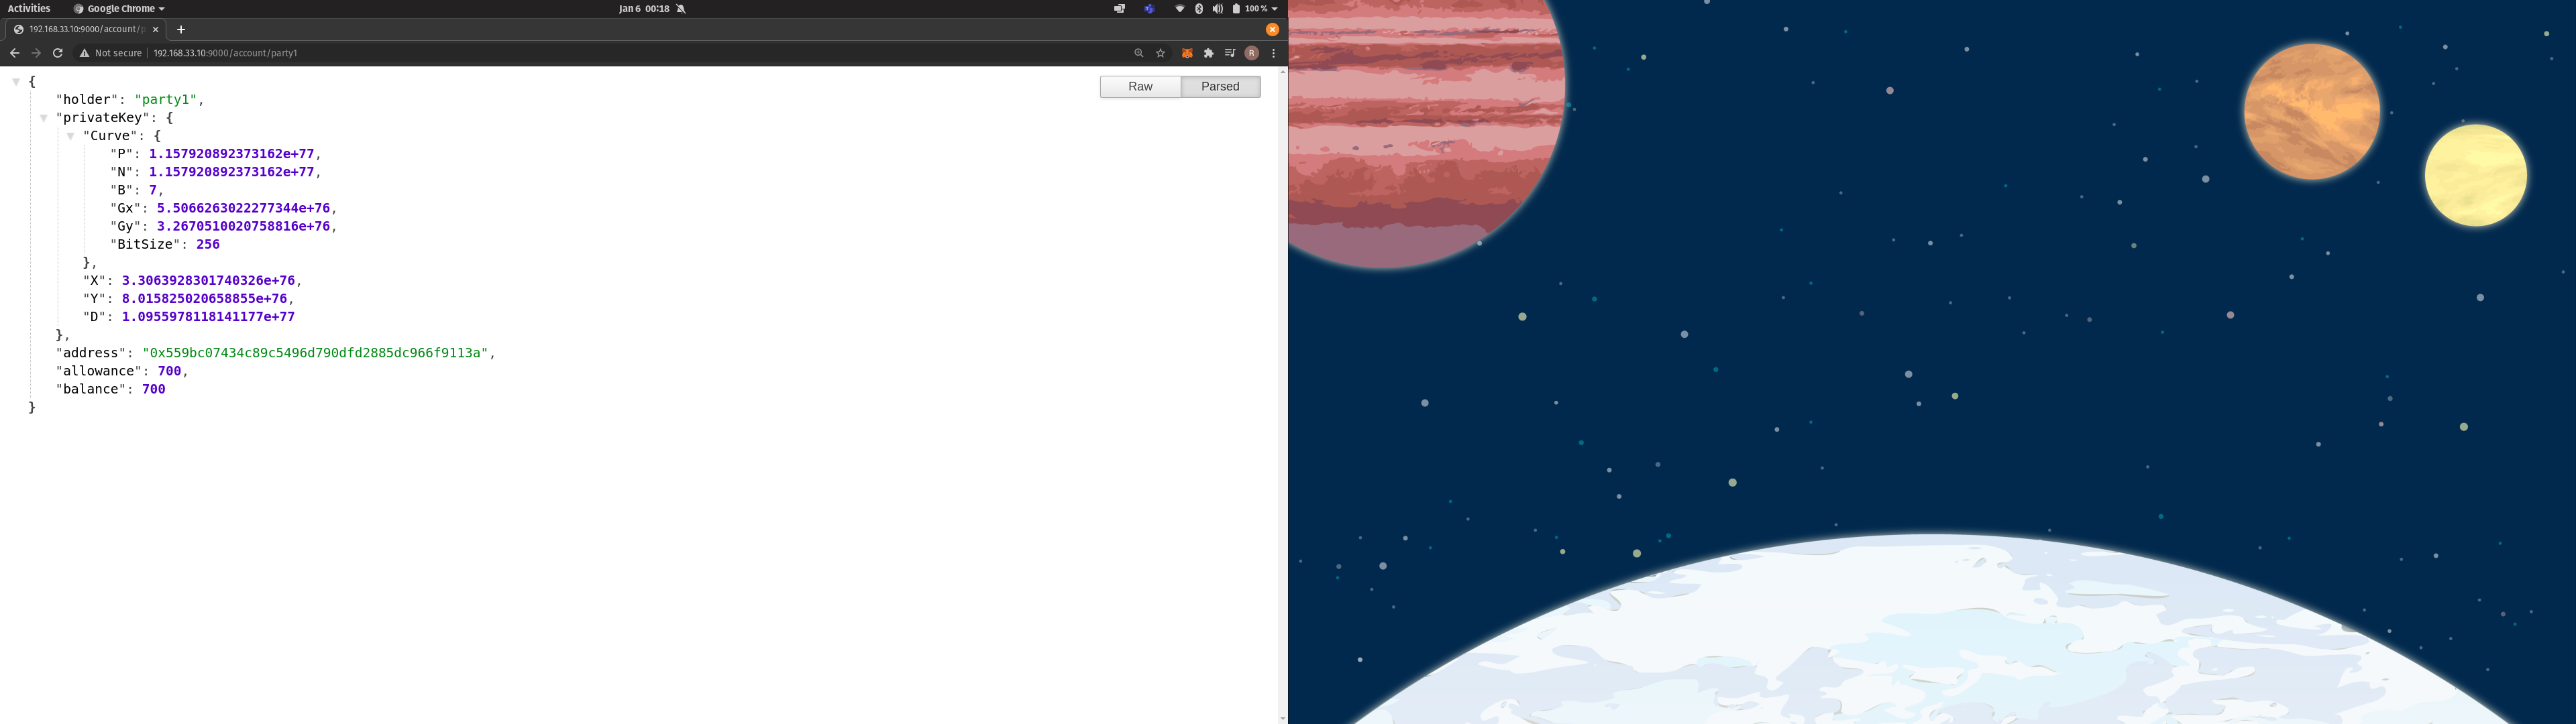 Activities Google Chrome Jan 6 00:18 100 %
192.168.33.10:9000/account/p
Not secure 192.168.33.10:9000/account/party1 R
Raw Parsed
{
"holder": "party1",
"privateKey": {
"Curve": {
"P": 1.157920892373162e+77,
"N": 1.157920892373162e+77,
"B": 7,
"Gx": 5.5066263022277344e+76,
"Gy": 3.2670510020758816e+76,
"BitSize": 256
},
"X": 3.3063928301740326e+76,
"Y": 8.015825020658855e+76,
"D": 1.0955978118141177e+77
},
"address": "0x559bc07434c89c5496d790dfd2885dc966f9113a",
"allowance": 700,
"balance": 700
}